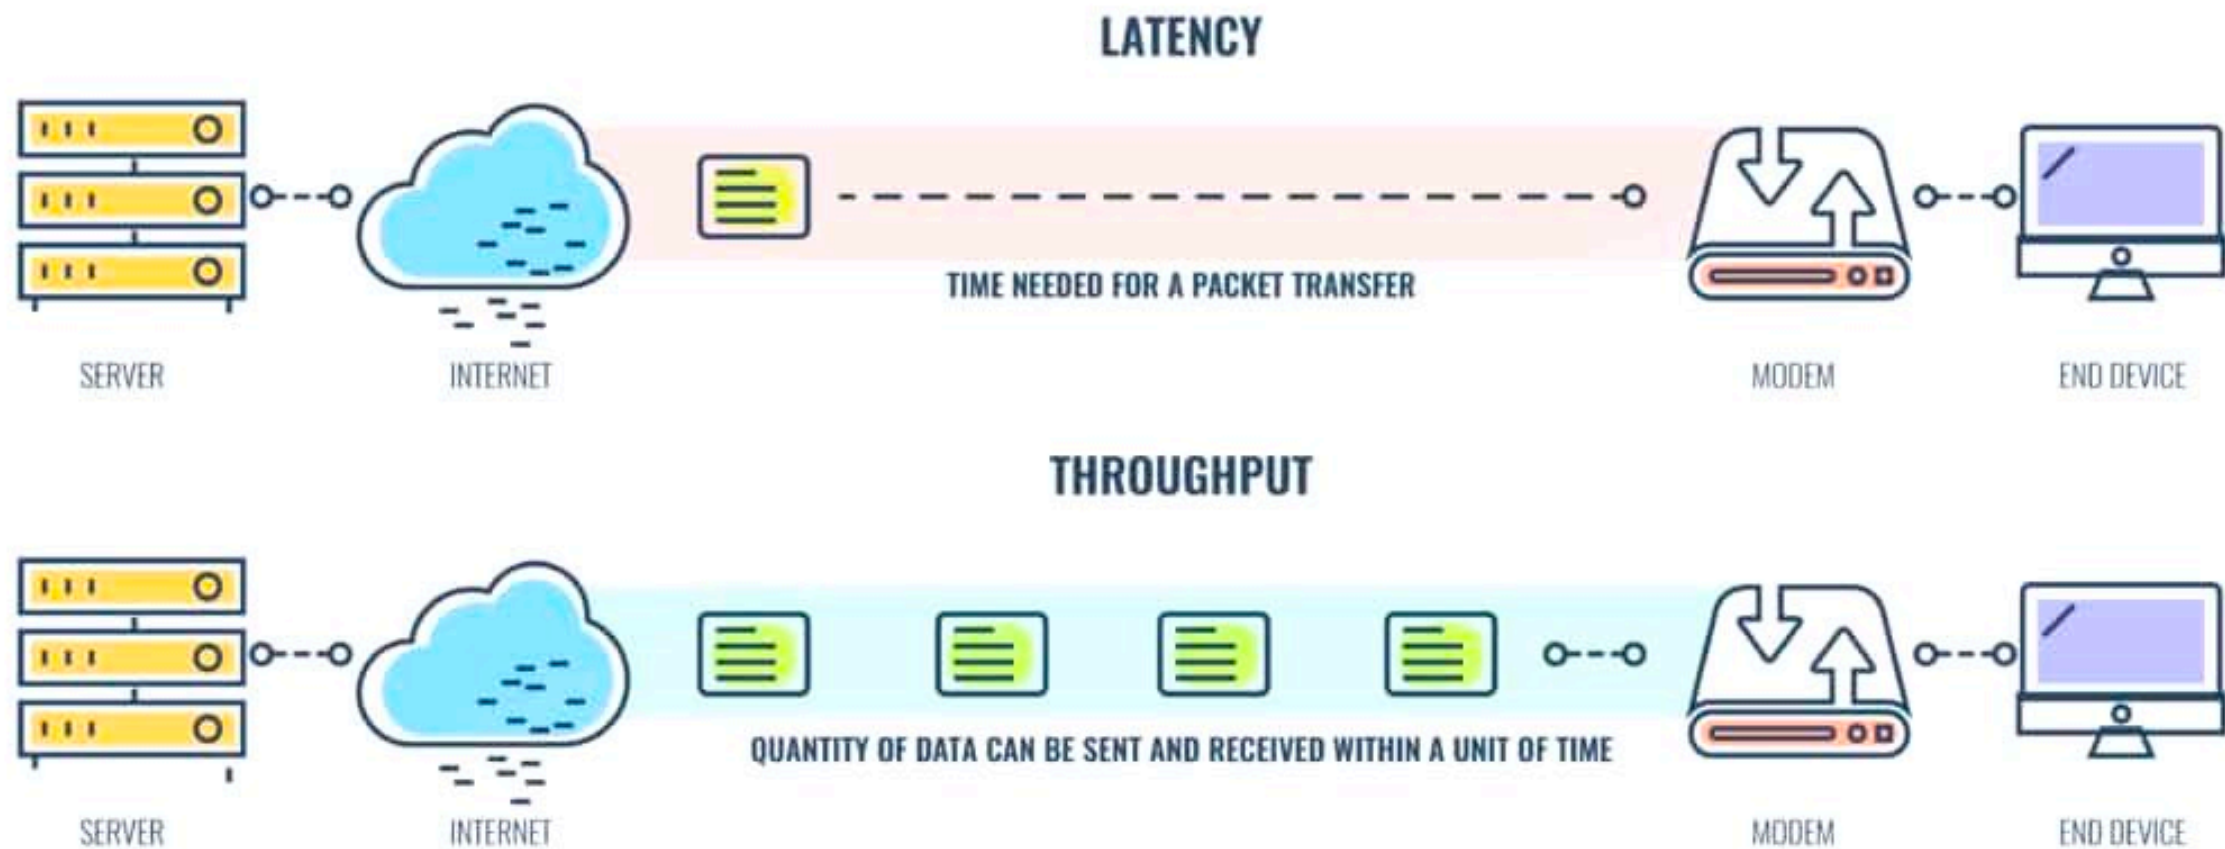 LATENCY
TIME NEEDED FOR A PACKET TRANSFER
SERVER
INTERNET
MODEM
END DEVICE
THROUGHPUT
QUANTITY OF DATA CAN BE SENT AND RECEIVED WITHIN A UNIT OF TIME
SERVER
INTERNET
MODEM
END DEVICE